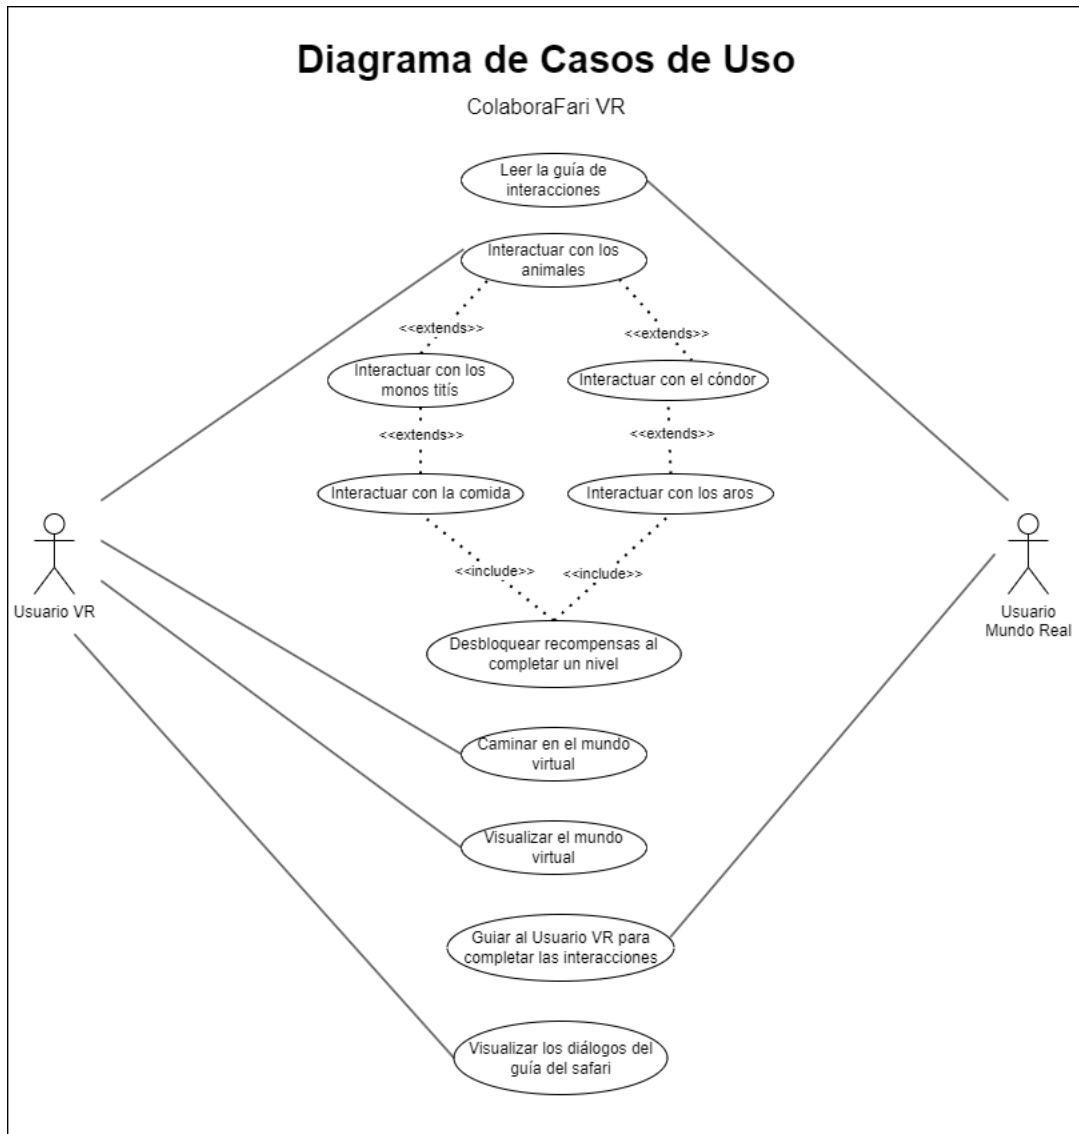 Diagrama de Casos de Uso
ColaboraFari VR
Leer la guía de
interacciones
Interactuar con los
animales
<<extends>>
<<extends>>
Interactuar con los
monos titís
Interactuar con el cóndor
<<extends>>
<<extends>>
Interactuar con la comida
Interactuar con los aros
<<include>>
<<include>>
Usuario VR
Usuario
Mundo Real
Desbloquear recompensas al
completar un nivel
Caminar en el mundo
virtual
Visualizar el mundo
virtual
Guiar al Usuario VR para
completar las interacciones
Visualizar los diálogos del
guía del safari